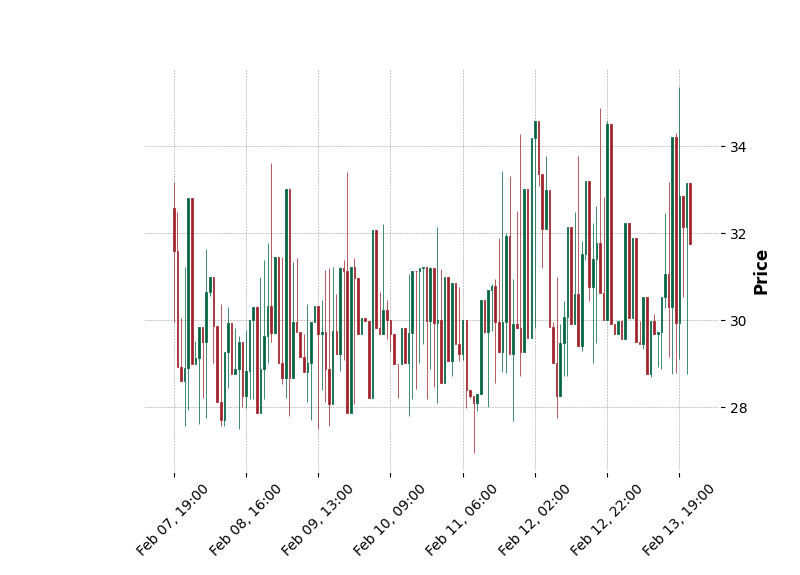 34
32
30
28
Price
Feb 07, 19:00
Feb 08, 16:00
Feb 09, 13:00
Feb 10, 09:00
Feb 11, 06:00
Feb 12, 02:00
Feb 12, 22:00
Feb 13, 19:00